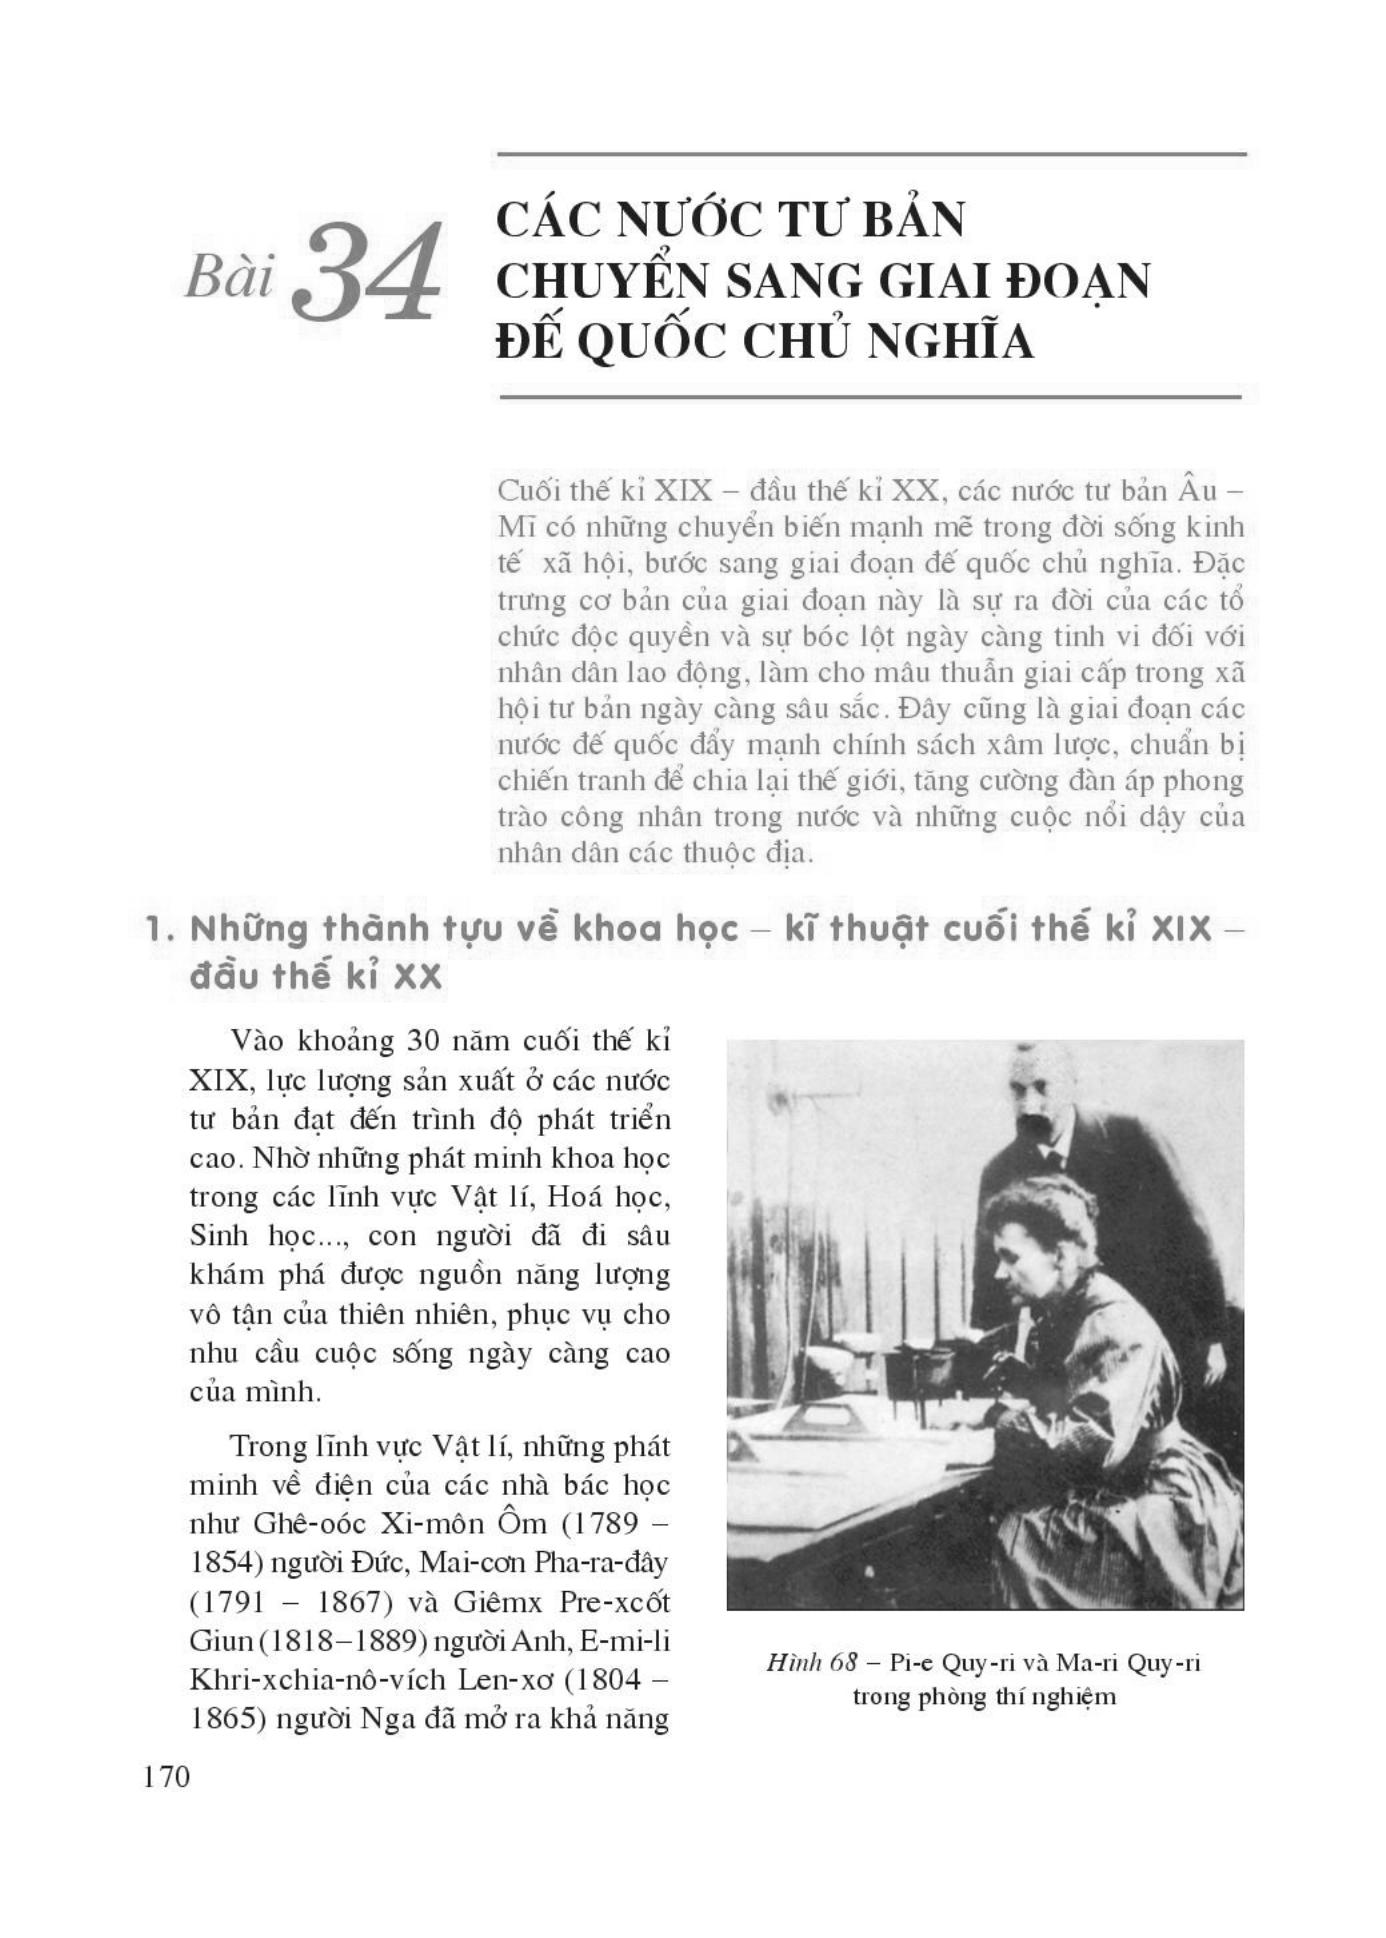 Bài 34
CÁC NƯỚC TƯ BẢN
CHUYỂN SANG GIAI ĐOẠN
ĐẾ QUỐC CHỦ NGHĨA
Cuối thế kỉ XIX – đầu thế kỉ XX, các nước tư bản Âu –
Mĩ có những chuyển biến mạnh mẽ trong đời sống kinh
tế xã hội, bước sang giai đoạn đế quốc chủ nghĩa. Đặc
trưng cơ bản của giai đoạn này là sự ra đời của các tổ
chức độc quyền và sự bóc lột ngày càng tinh vi đối với
nhân dân lao động, làm cho mâu thuẫn giai cấp trong xã
hội tư bản ngày càng sâu sắc. Đây cũng là giai đoạn các
nước đế quốc đẩy mạnh chính sách xâm lược, chuẩn bị
chiến tranh để chia lại thế giới, tăng cường đàn áp phong
trào công nhân trong nước và những cuộc nổi dậy của
nhân dân các thuộc địa.
1. Những thành tựu về khoa học – kĩ thuật cuối thế kỉ XIX –
đầu thế kỉ XX
Vào khoảng 30 năm cuối thế kỉ
XIX, lực lượng sản xuất ở các nước
tư bản đạt đến trình độ phát triển
cao. Nhờ những phát minh khoa học
trong các lĩnh vực Vật lí, Hoá học,
Sinh học..., con người đã đi sâu
khám phá được nguồn năng lượng
vô tận của thiên nhiên, phục vụ cho
nhu cầu cuộc sống ngày càng cao
của mình.
Trong lĩnh vực Vật lí, những phát
minh về điện của các nhà bác học
như Ghê-oóc Xi-môn Ôm (1789 –
1854) người Đức, Mai-cơn Pha-ra-đây
(1791 – 1867) và Giêmx Pre-xcốt
Giun (1818–1889) người Anh, E-mi-li
Khri-xchia-nô-vích Len-xơ (1804 –
1865) người Nga đã mở ra khả năng
Hình 68 – Pi-e Quy-ri và Ma-ri Quy-ri
trong phòng thí nghiệm
170